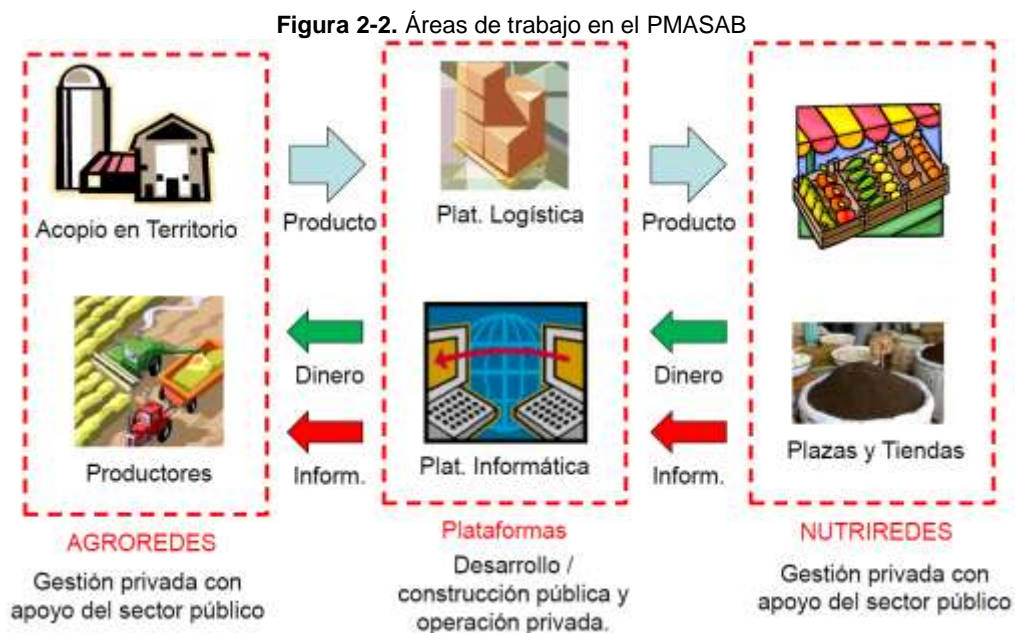 Figura 2-2. Áreas de trabajo en el PMASAB
Acopio en Territorio
Producto
Plat. Logística
Producto
Dinero
Dinero
Productores
Inform.
Plat. Informática
Inform.
Plazas y Tiendas
AGROREDES
Gestión privada con
apoyo del sector público
Plataformas
Desarrollo /
construcción pública y
operación privada.
NUTRIREDES
Gestión privada con
apoyo del sector público